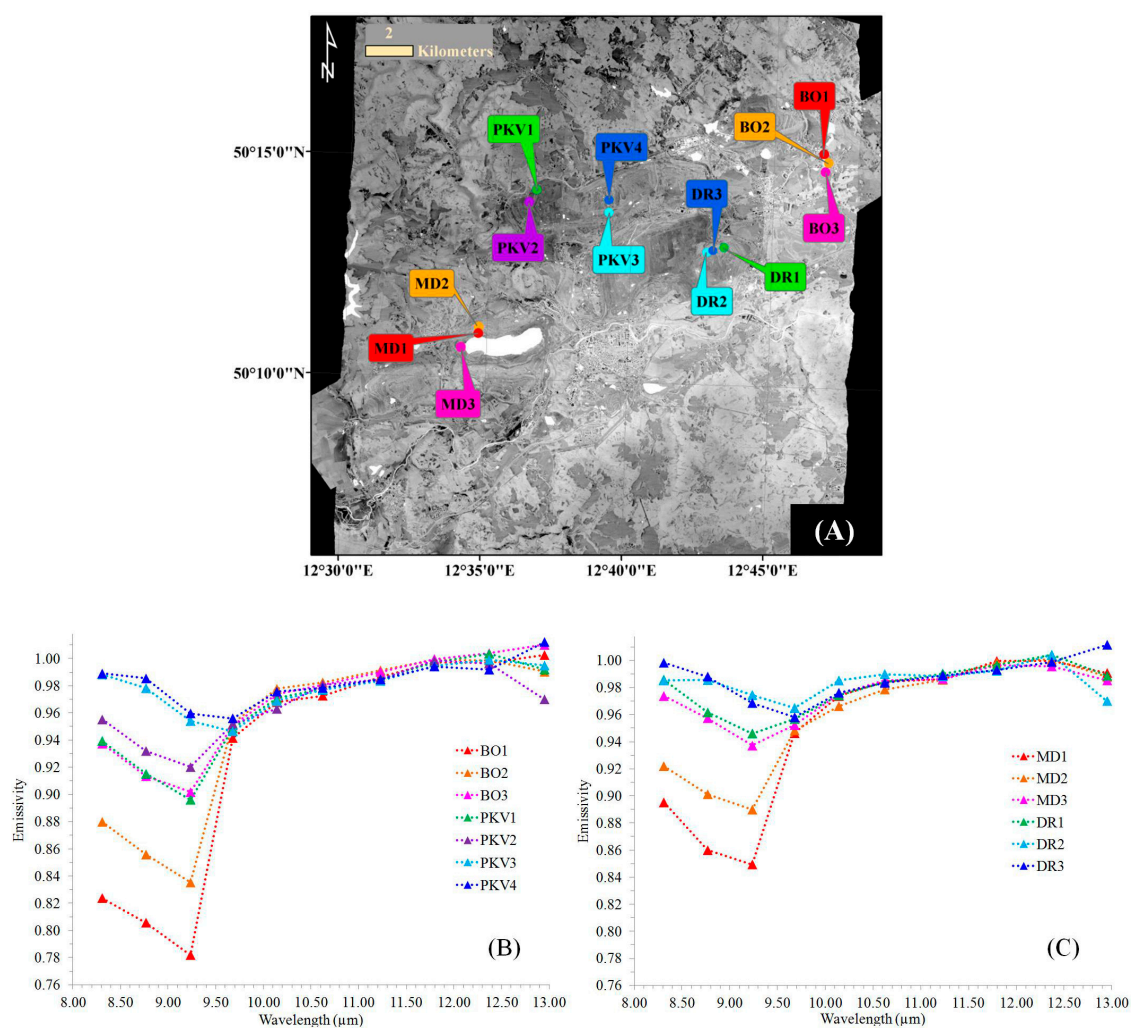 2
Kilometers
N
BO1
BO2
PKV1
PKV4
50°15'0"N
DR3
PKV2
PKV3
BO3
MD2
DR2
DR1
MD1
50°10'0"N
MD3
(A)
12°30'0"E
12°35'0"E
12°40'0"E
12°45'0"E
1.00
0.98
0.96
0.94
0.92
0.90
0.88
0.86
0.84
0.82
0.80
0.78
0.76
Emissivity
BO1
BO2
BO3
PKV1
PKV2
PKV3
PKV4
(B)
8.00 8.50 9.00 9.50 10.00 10.50 11.00 11.50 12.00 12.50 13.00
Wavelength (µm)
1.00
0.98
0.96
0.94
0.92
0.90
0.88
0.86
0.84
0.82
0.80
0.78
0.76
Emissivity
MD1
MD2
MD3
DR1
DR2
DR3
(C)
8.00 8.50 9.00 9.50 10.00 10.50 11.00 11.50 12.00 12.50 13.00
Wavelength (µm)